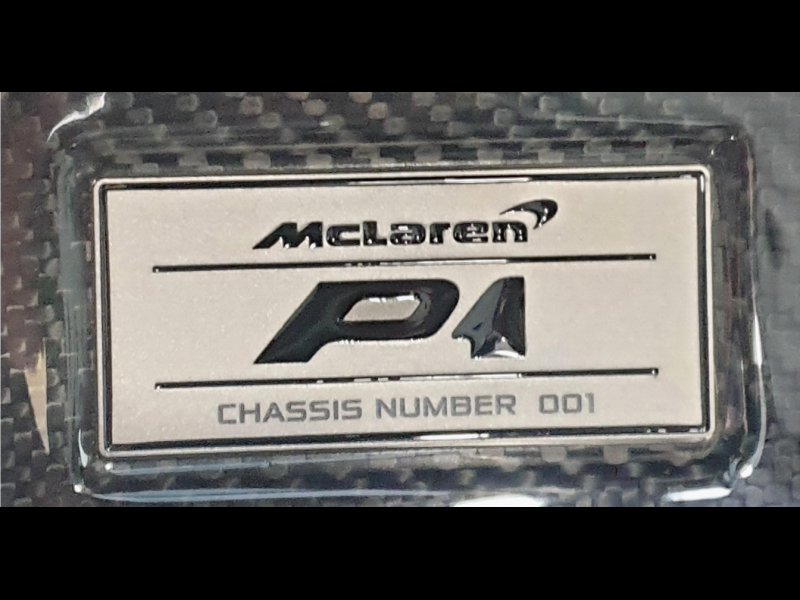 McLaren
P1
CHASSIS NUMBER 001